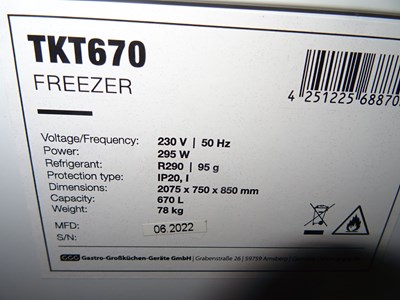 TKT670
FREEZER
4 251225 68870
Voltage/Frequency: 230 V | 50 Hz
Power: 295 W
Refrigerant: R290 | 95 g
Protection type: IP20, I
Dimensions: 2075 x 750 x 850 mm
Capacity: 670 L
Weight: 78 kg
MFD: 06.2022
S/N:
GGG Gastro-Großküchen-Geräte GmbH | Grabenstraße 26 | 59759 Arnsberg